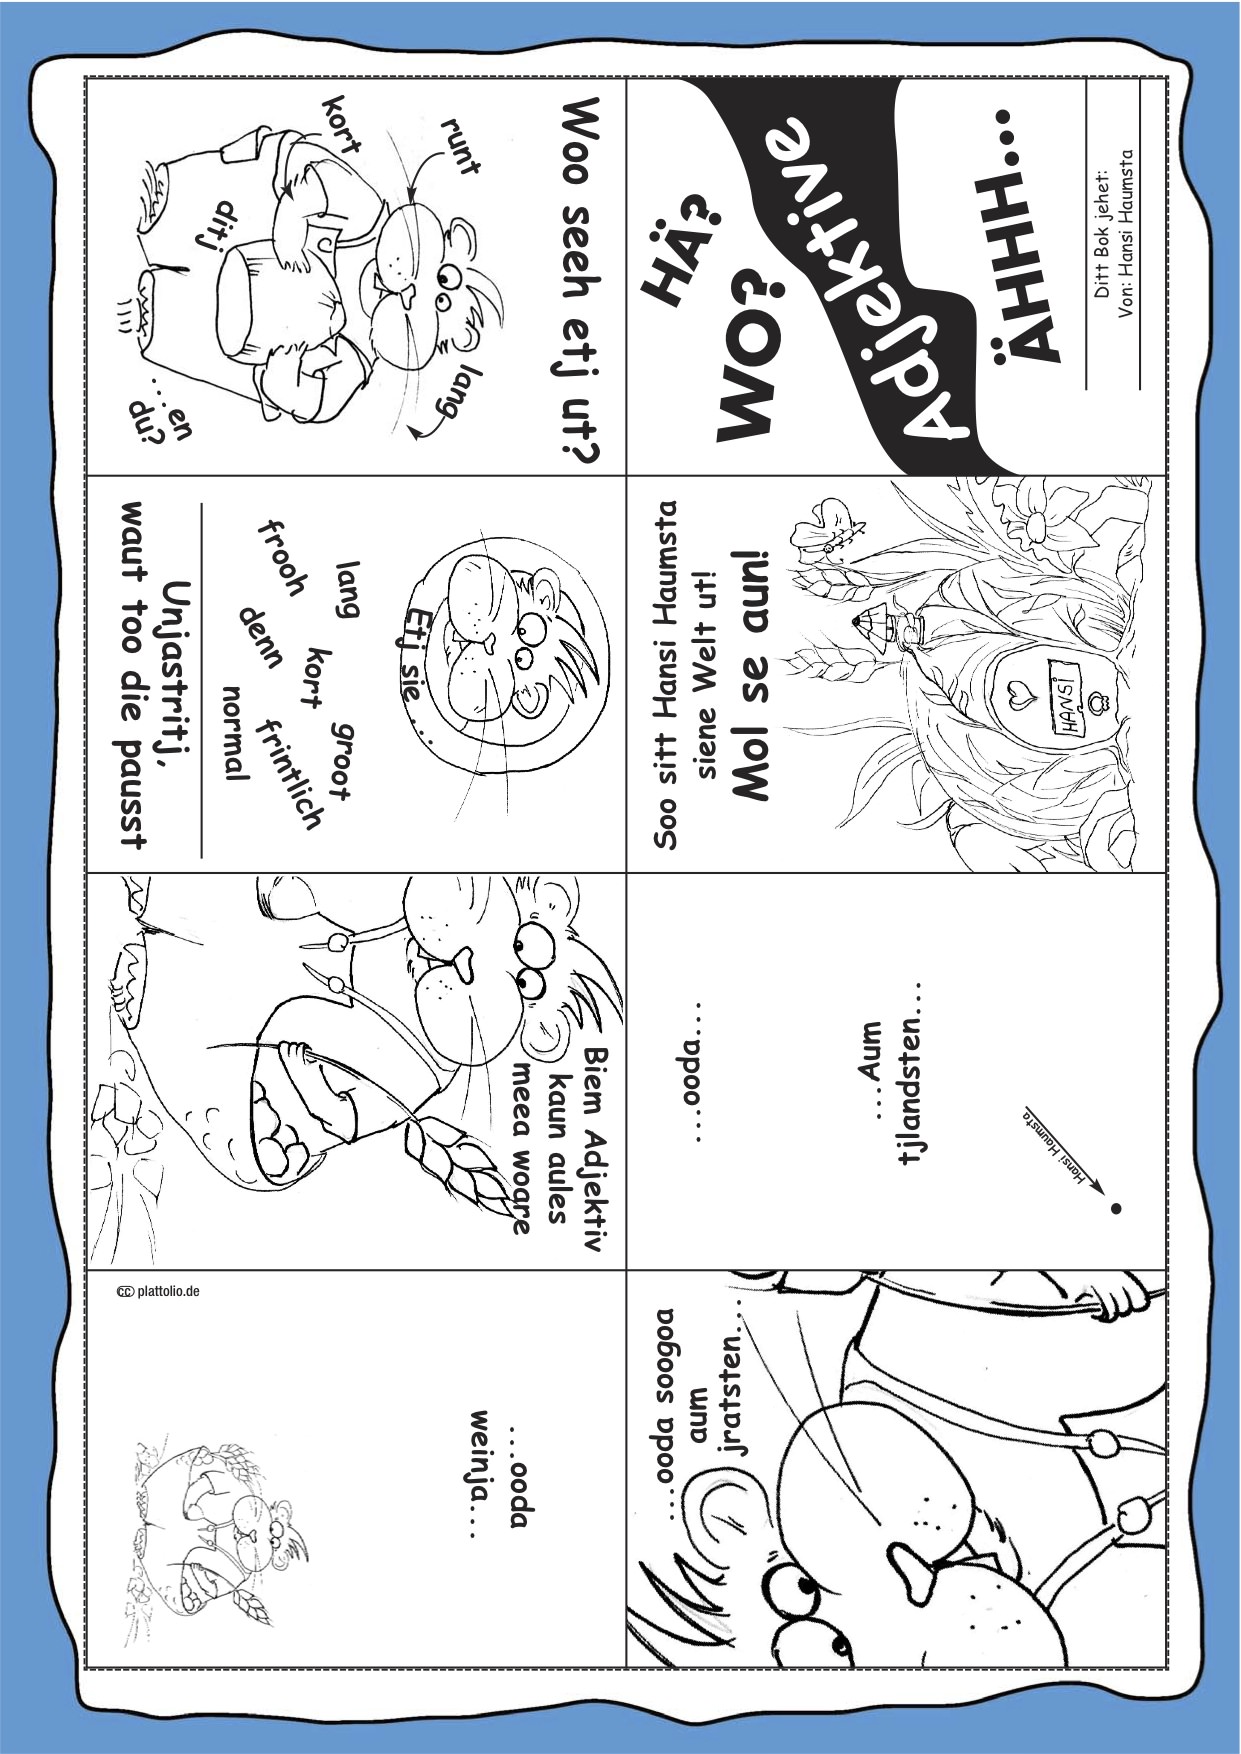 ÄHHH...
Adjektive
WO?
HÄ?
Ditt Bok jehet:
Von: Hansi Haumsta
Woo seeh etj ut?
runt
kort
lang
ditj
...en
du?
Etj sie ...
lang
kort
groot
frooh
denn
frintlich
normal
Unjastritj,
waut too die pausst
Biem Adjektiv
kaun aules
meea woare
...ooda
weinja...
cc plattolio.de
...ooda soogoa
aum
jratsten...
...ooda...
...Aum
tjlandsten...
Hansi Haumsta
HANSI
Soo sitt Hansi Haumsta
siene Welt ut!
Mol se aun!